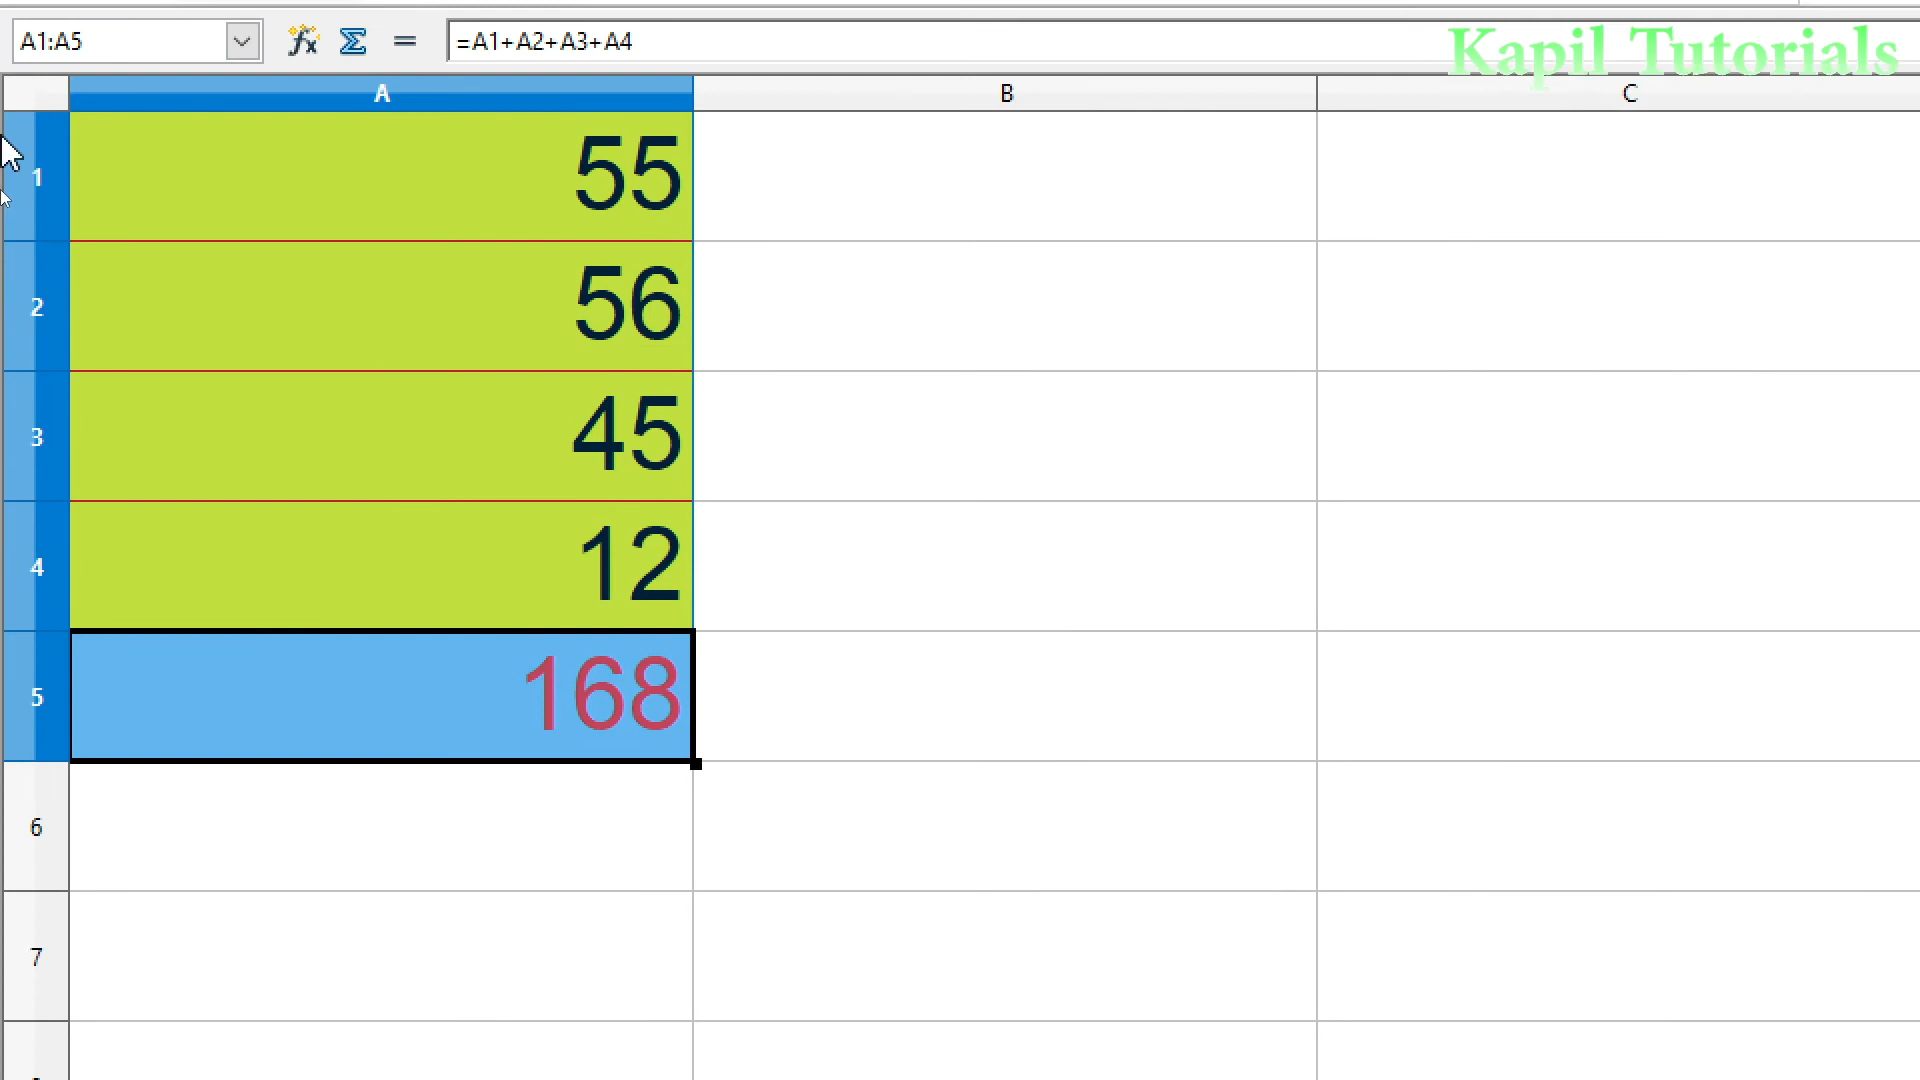 A1:A5 fx Σ = =A1+A2+A3+A4
Kapil Tutorials
A B C
1 55
2 56
3 45
4 12
5 168
6
7